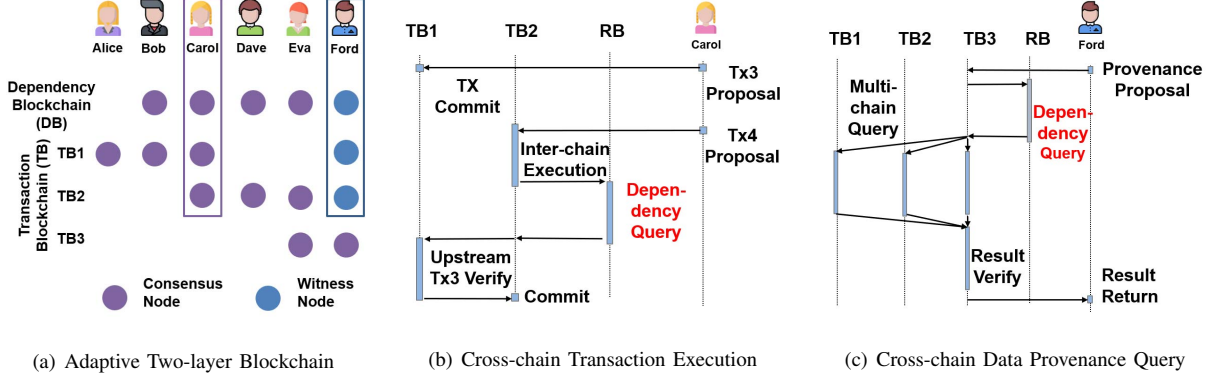 Alice Bob Carol Dave Eva Ford
Dependency
Blockchain
(DB)
Transaction
Blockchain (TB)
TB1
TB2
TB3
Consensus
Node
Witness
Node
(a) Adaptive Two-layer Blockchain
TB1 TB2 RB
Carol
Tx3
Proposal
TX
Commit
Tx4
Proposal
Inter-chain
Execution
Depen-
dency
Query
Upstream
Tx3 Verify
Commit
(b) Cross-chain Transaction Execution
TB1 TB2 TB3 RB
Ford
Provenance
Proposal
Multi-
chain
Query
Depen-
dency
Query
Result
Verify
Result
Return
(c) Cross-chain Data Provenance Query